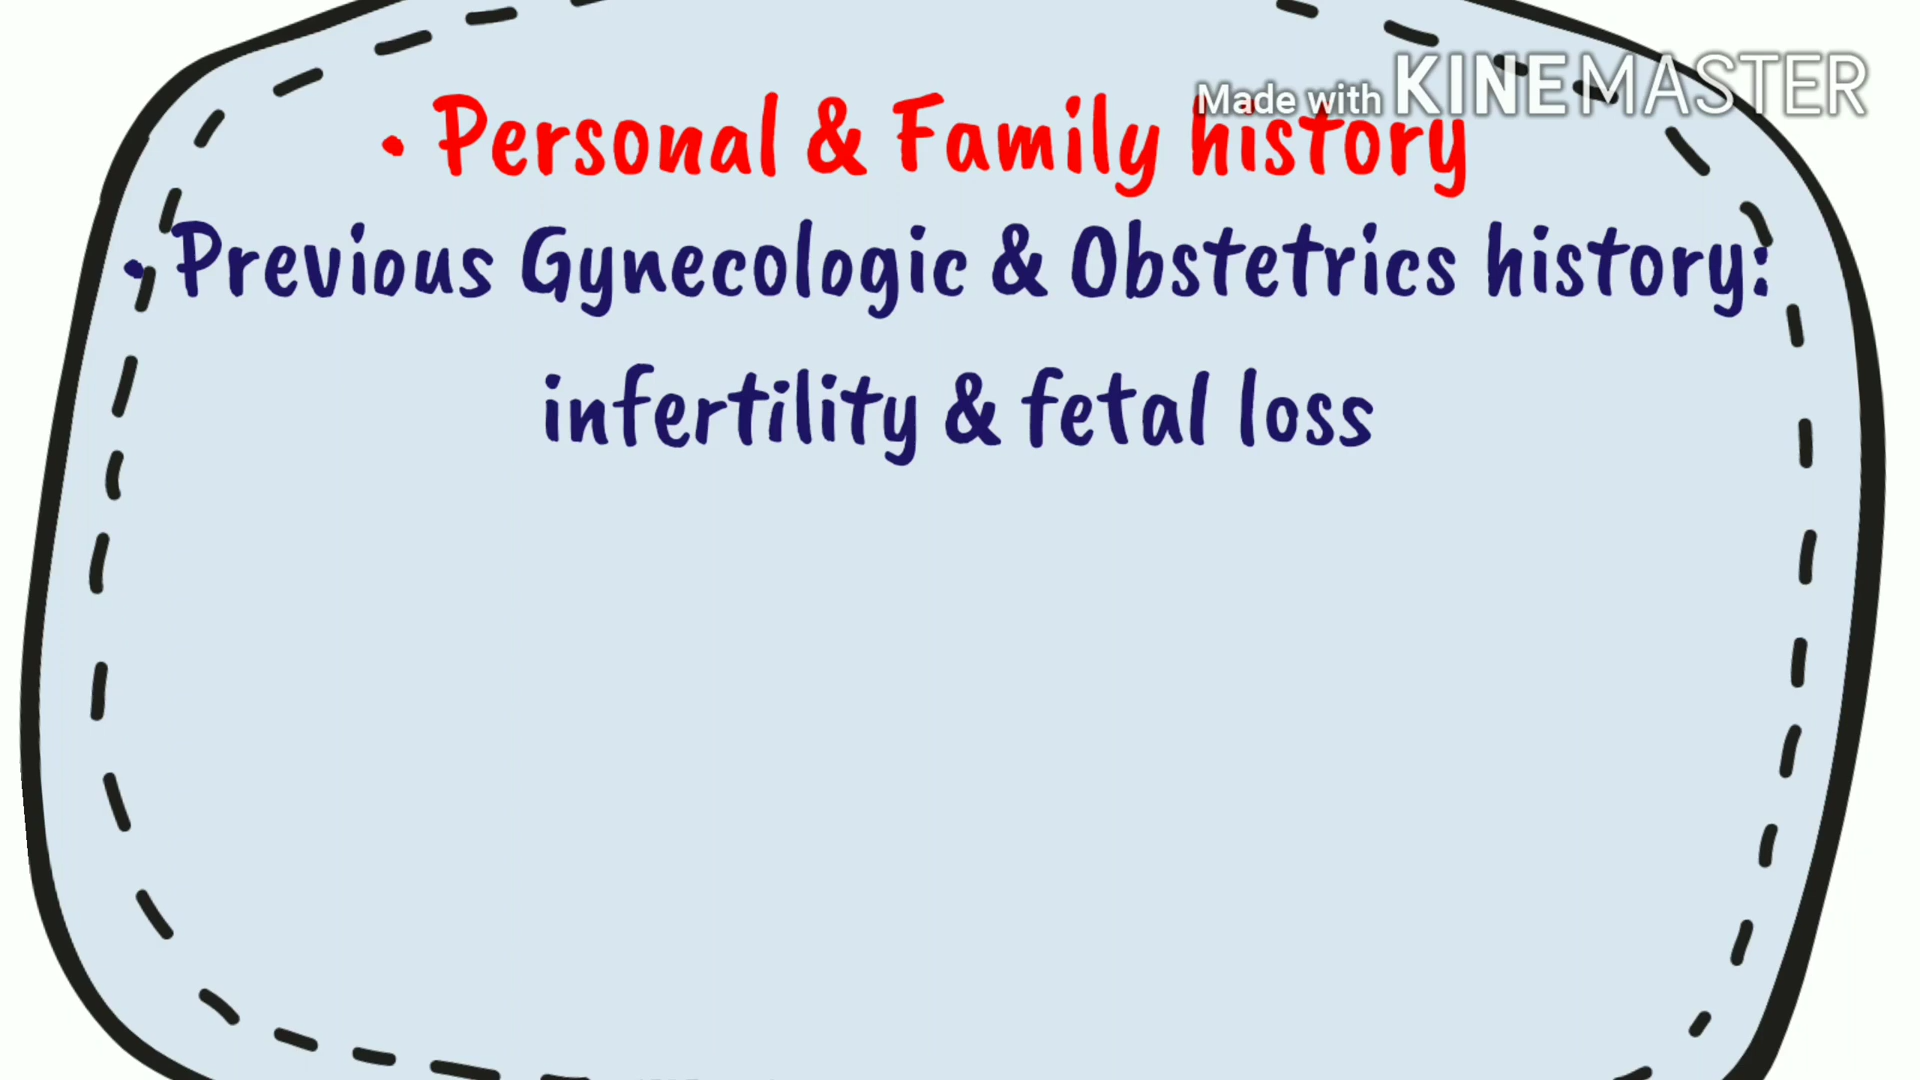 Made with KINEMASTER
• Personal & Family history
• Previous Gynecologic & Obstetrics history:
infertility & fetal loss